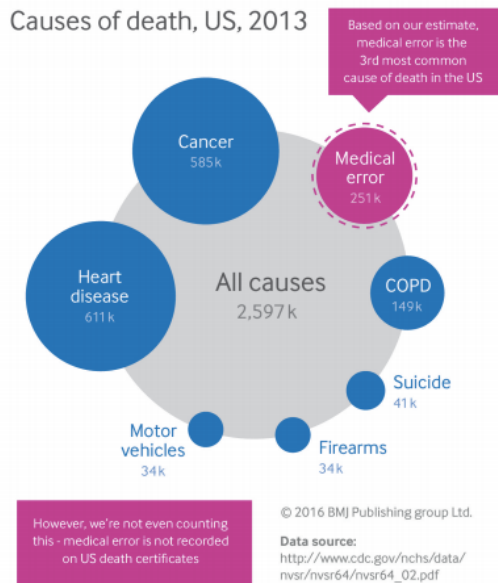 Causes of death, US, 2013
Based on our estimate,
medical error is the
3rd most common
cause of death in the US
Cancer
585k
Medical
error
251k
Heart
disease
611k
All causes
2,597k
COPD
149k
Suicide
41k
Motor
vehicles
34k
Firearms
34k
However, we're not even counting
this - medical error is not recorded
on US death certificates
© 2016 BMJ Publishing group Ltd.
Data source:
http://www.cdc.gov/nchs/data/
nvsr/nvsr64/nvsr64_02.pdf